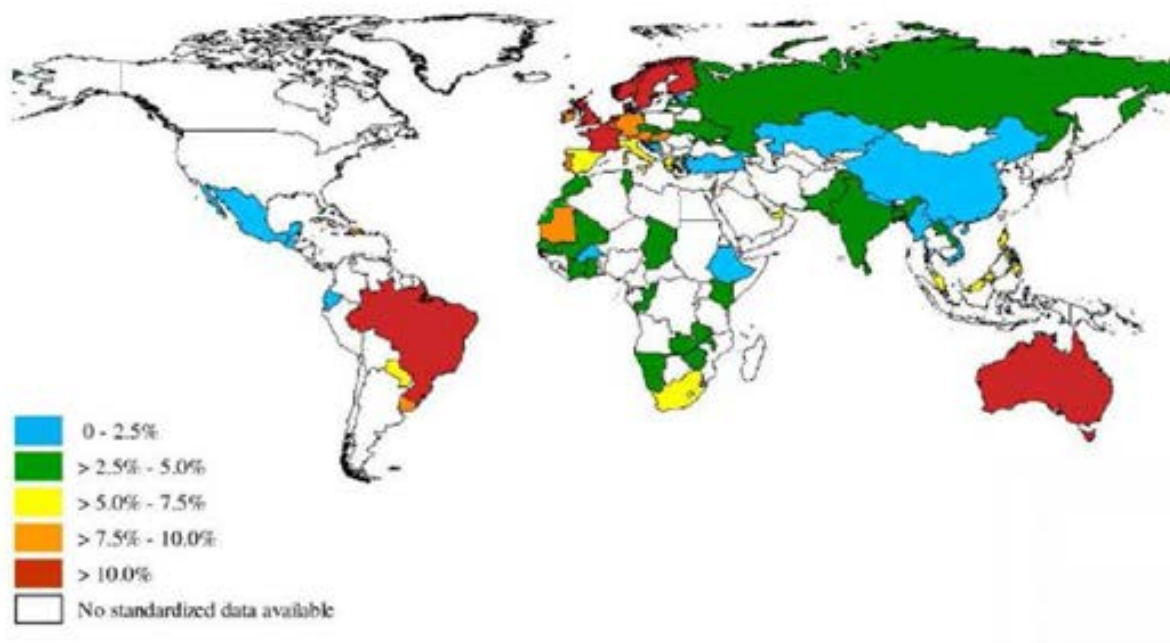 0 - 2.5%
> 2.5% - 5.0%
> 5.0% - 7.5%
> 7.5% - 10.0%
> 10.0%
No standardized data available